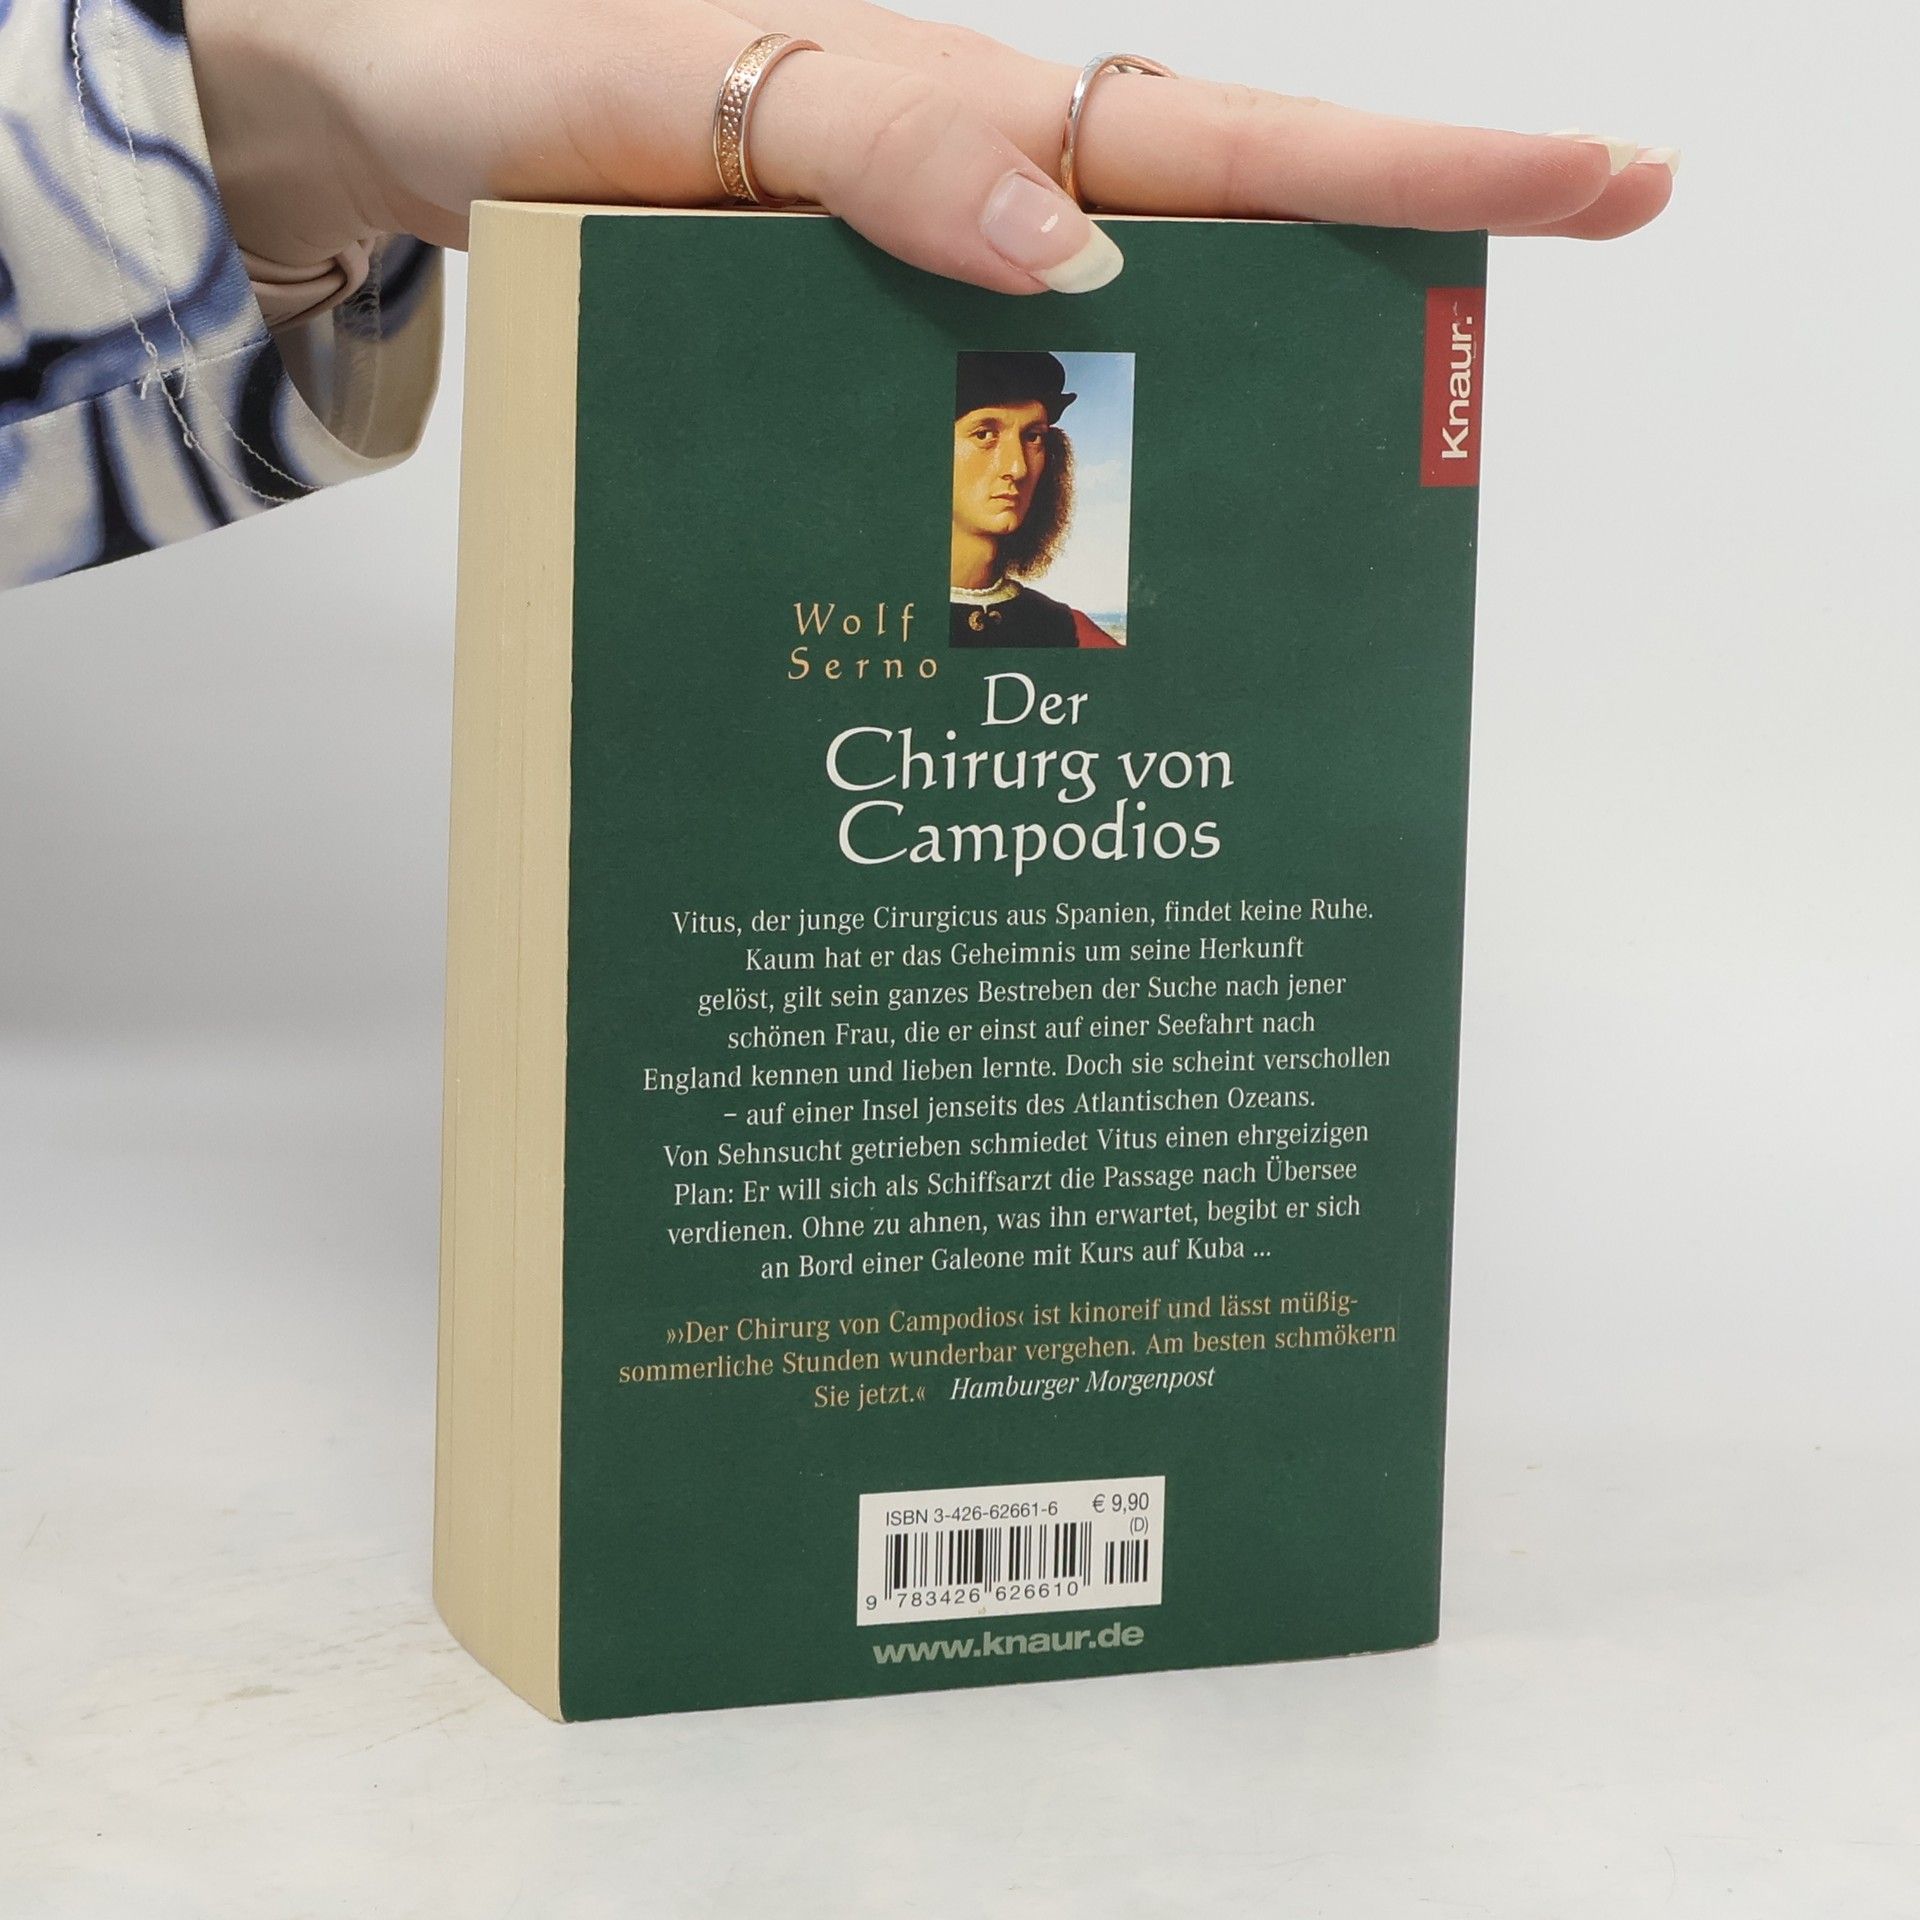 Knaur.
Wolf
Serno
Der
Chirurg von
Campodios
Vitus, der junge Cirurgicus aus Spanien, findet keine Ruhe.
Kaum hat er das Geheimnis um seine Herkunft
gelöst, gilt sein ganzes Bestreben der Suche nach jener
schönen Frau, die er einst auf einer Seefahrt nach
England kennen und lieben lernte. Doch sie scheint verschollen
– auf einer Insel jenseits des Atlantischen Ozeans.
Von Sehnsucht getrieben schmiedet Vitus einen ehrgeizigen
Plan: Er will sich als Schiffsarzt die Passage nach Übersee
verdienen. Ohne zu ahnen, was ihn erwartet, begibt er sich
an Bord einer Galeone mit Kurs auf Kuba ...
»›Der Chirurg von Campodios‹ ist kinoreif und lässt müßig-
sommerliche Stunden wunderbar vergehen. Am besten schmökern
Sie jetzt.« Hamburger Morgenpost
ISBN 3-426-62661-6 € 9,90
(D)
9 783426 626610
www.knaur.de